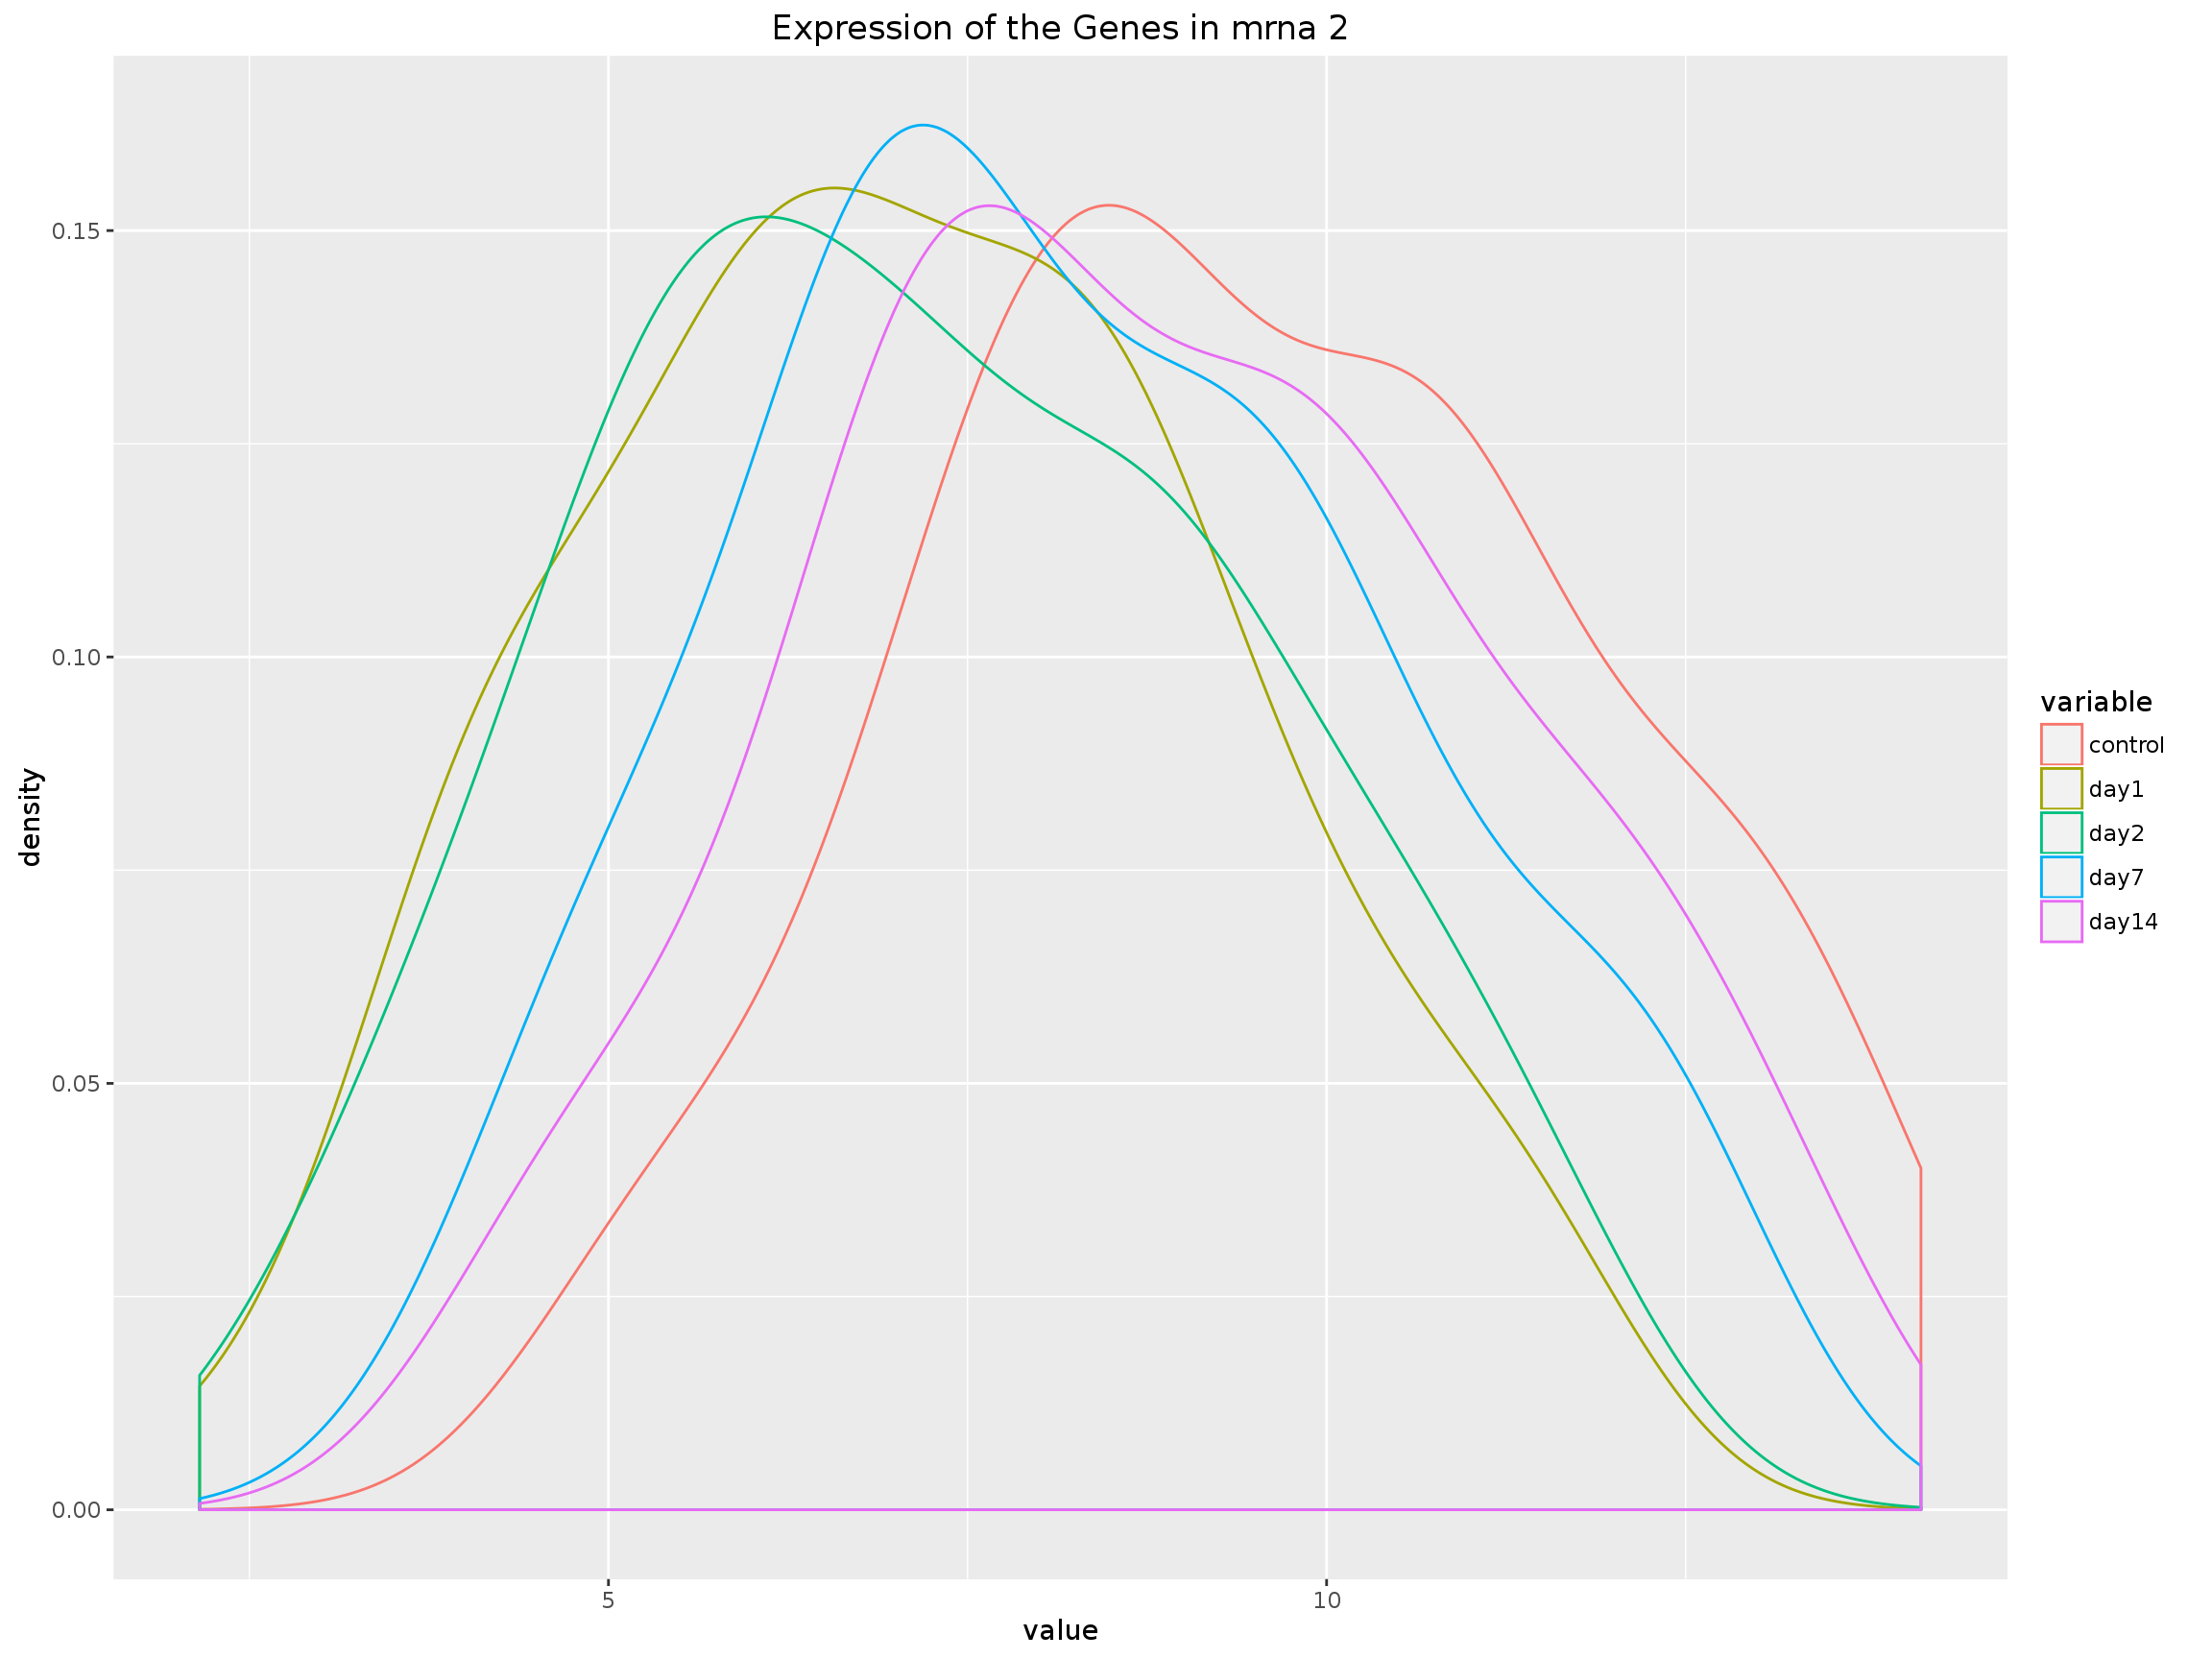 Expression of the Genes in mrna 2
density
0.15
0.10
0.05
0.00
5
10
value
variable
control
day1
day2
day7
day14